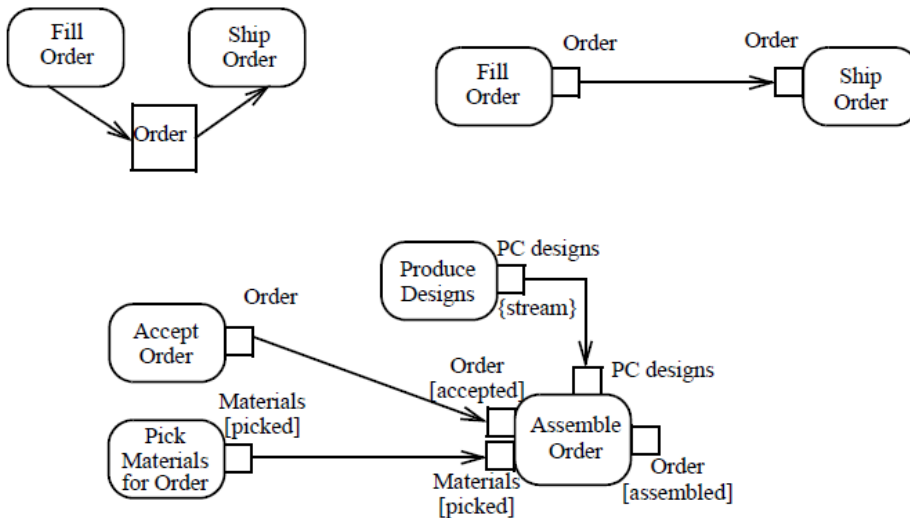 Fill
Order
Ship
Order
Order
Order
Order
Fill
Order
Ship
Order
PC designs
Produce
Designs
{stream}
Order
Accept
Order
Order
[accepted]
PC designs
Materials
[picked]
Assemble
Order
Pick
Materials
for Order
Materials
[picked]
Order
[assembled]